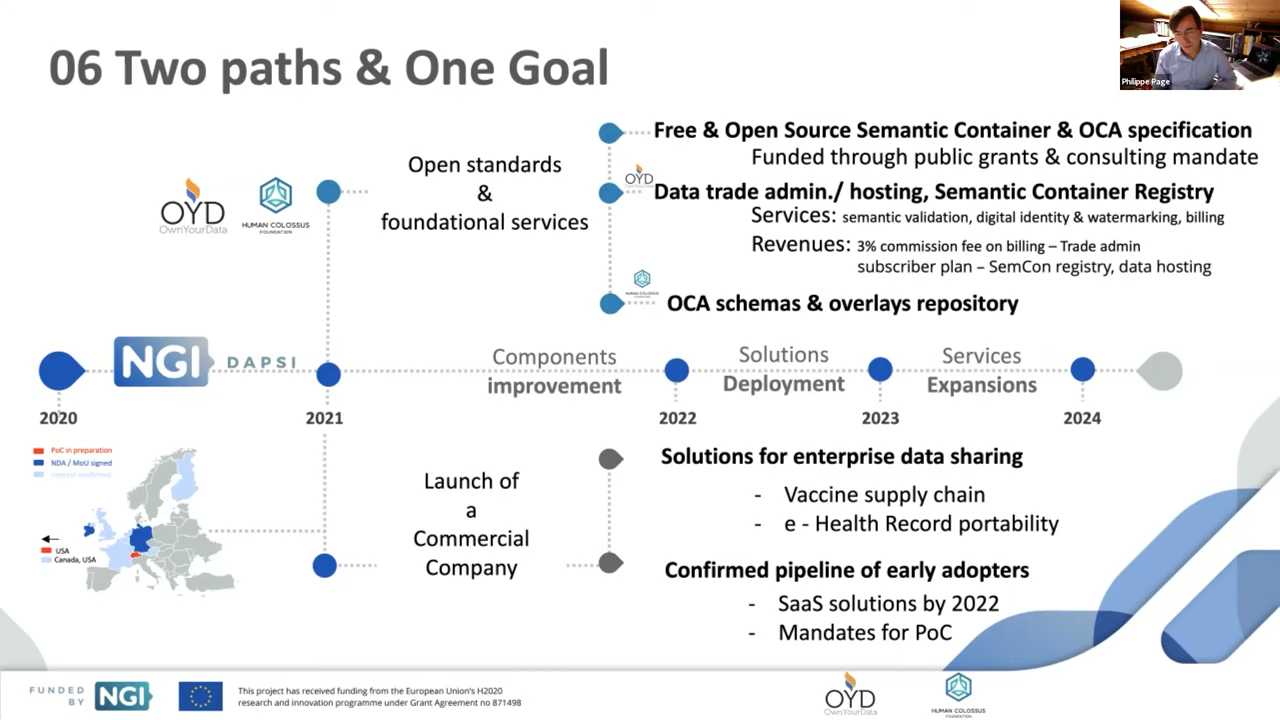 06 Two paths & One Goal
Philippe Page
Free & Open Source Semantic Container & OCA specification
Funded through public grants & consulting mandate
Open standards
&
foundational services
OYD
OwnYourData
HUMAN COLOSSUS
FOUNDATION
OYD
Data trade admin./ hosting, Semantic Container Registry
Services: semantic validation, digital identity & watermarking, billing
Revenues: 3% commission fee on billing – Trade admin
subscriber plan – SemCon registry, data hosting
OCA schemas & overlays repository
NGI DAPSI
Components
improvement
Solutions
Deployment
Services
Expansions
2020
2021
2022
2023
2024
PoC in preparation
NDA / MoU signed
USA
Canada, USA
Launch of
a
Commercial
Company
Solutions for enterprise data sharing
- Vaccine supply chain
- e - Health Record portability
Confirmed pipeline of early adopters
- SaaS solutions by 2022
- Mandates for PoC
FUNDED
BY
NGI
This project has received funding from the European Union's H2020
research and innovation programme under Grant Agreement no 871498
OYD
OwnYourData
HUMAN COLOSSUS
FOUNDATION